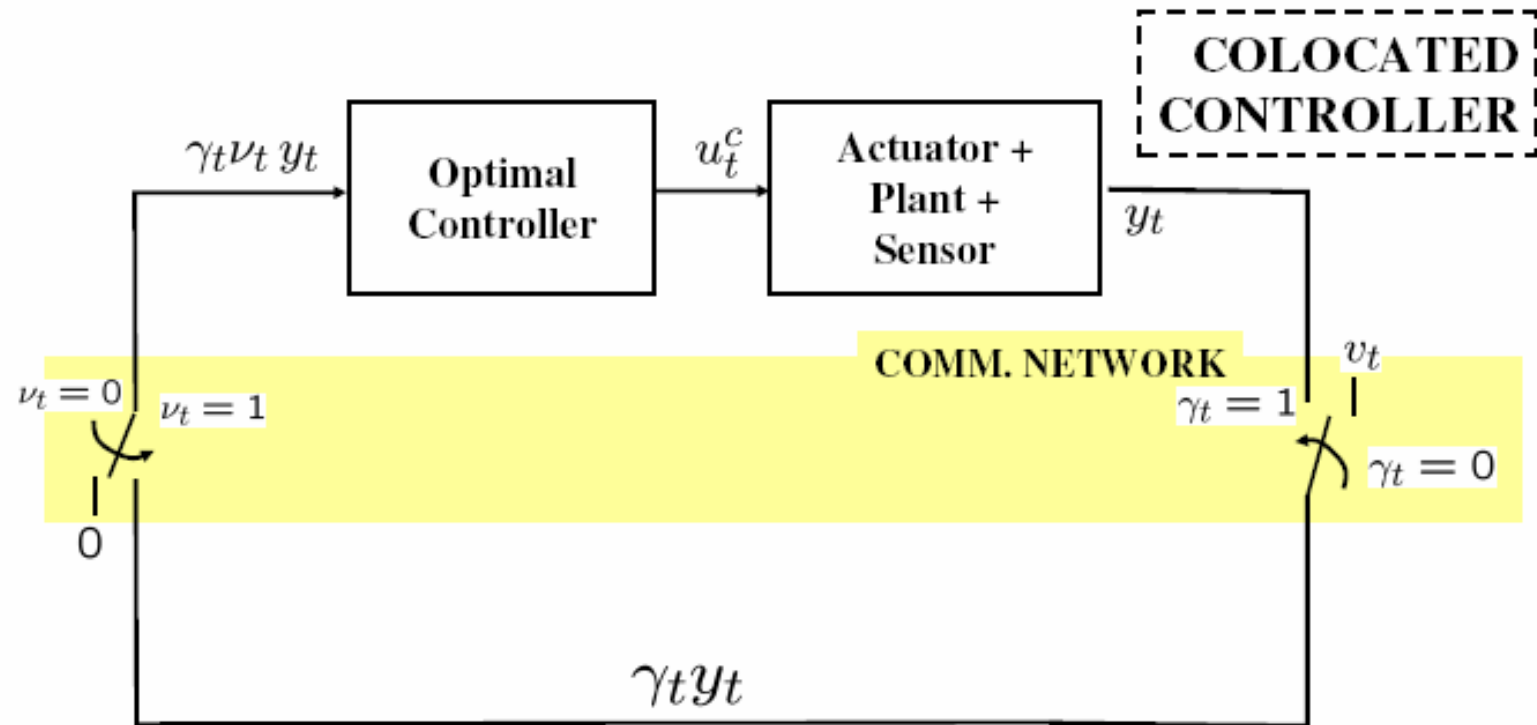 COLOCATED
CONTROLLER
γₜνₜ yₜ
Optimal
Controller
uₜᶜ
Actuator +
Plant +
Sensor
yₜ
COMM. NETWORK
vₜ
νₜ = 0
νₜ = 1
γₜ = 1
γₜ = 0
0
γₜyₜ